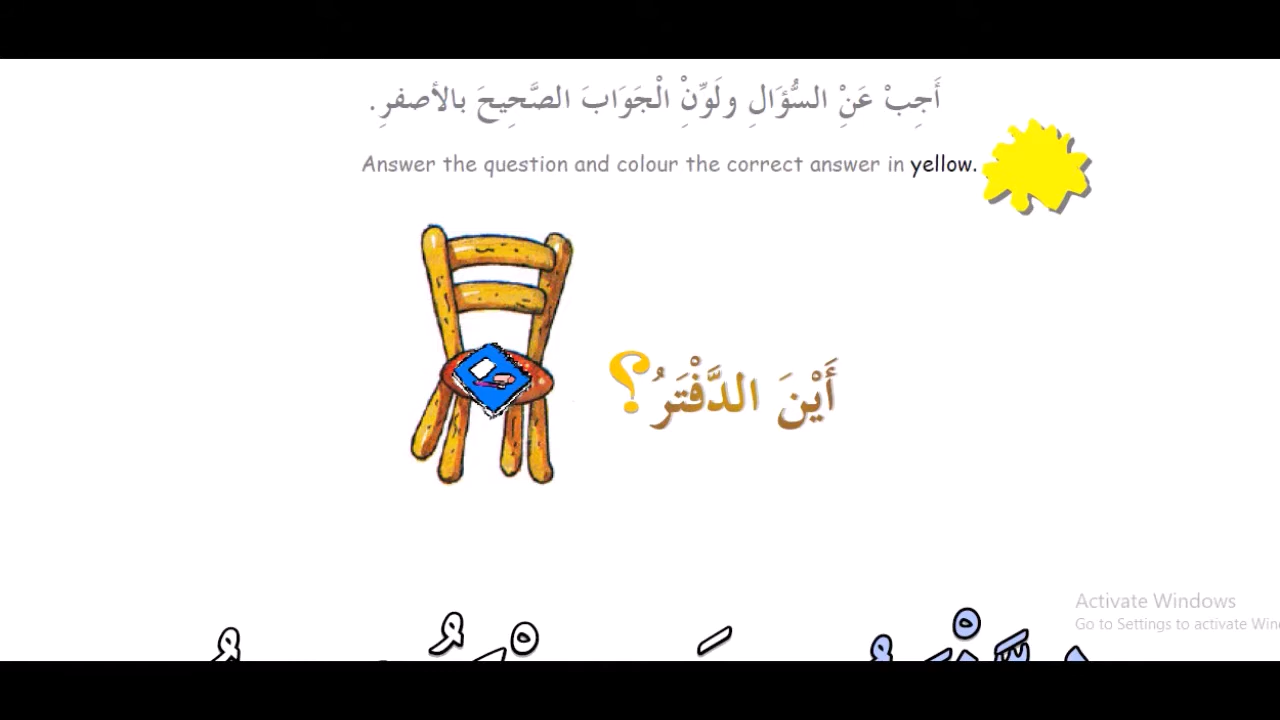 أَجِبْ عَنْ السُّؤَالِ ولَوِّنْ الْجَوَابَ الصَّحِيحَ بالأصفرِ.
Answer the question and colour the correct answer in yellow.
أَيْنَ الدَّفْتَرُ؟
Activate Windows
Go to Settings to activate Win